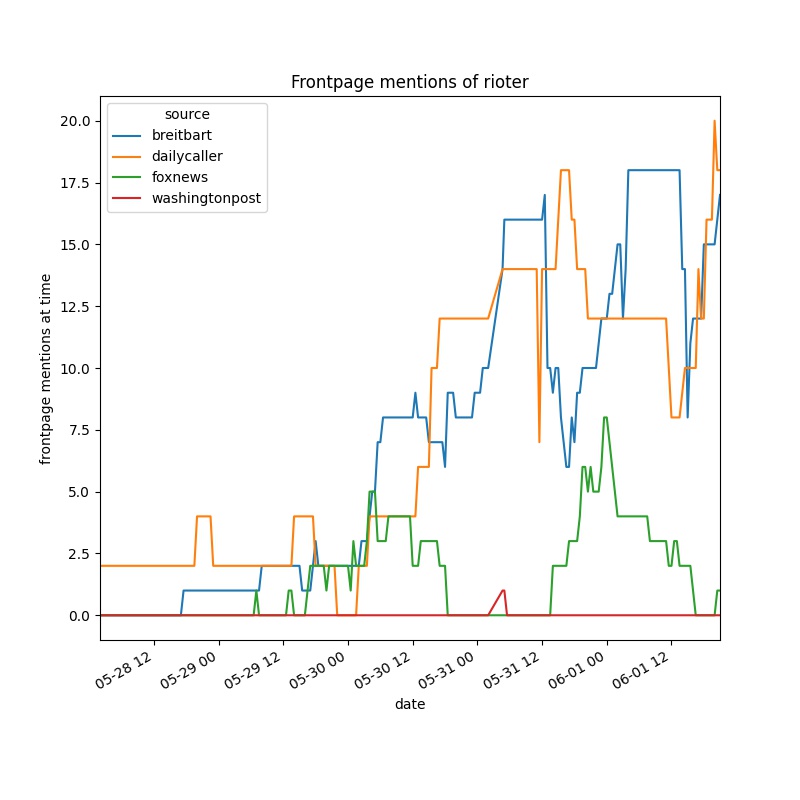 Frontpage mentions of rioter
source
breitbart
dailycaller
foxnews
washingtonpost
frontpage mentions at time
20.0
17.5
15.0
12.5
10.0
7.5
5.0
2.5
0.0
05-28 12
05-29 00
05-29 12
05-30 00
05-30 12
05-31 00
05-31 12
06-01 00
06-01 12
date